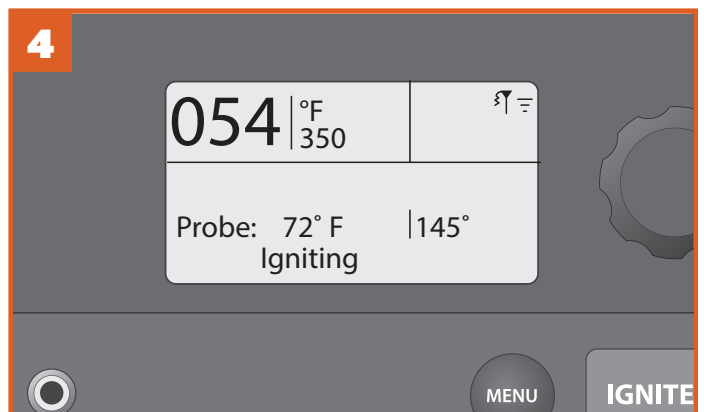 4
054 °F
350
Probe: 72° F 145°
Igniting
MENU
IGNITE